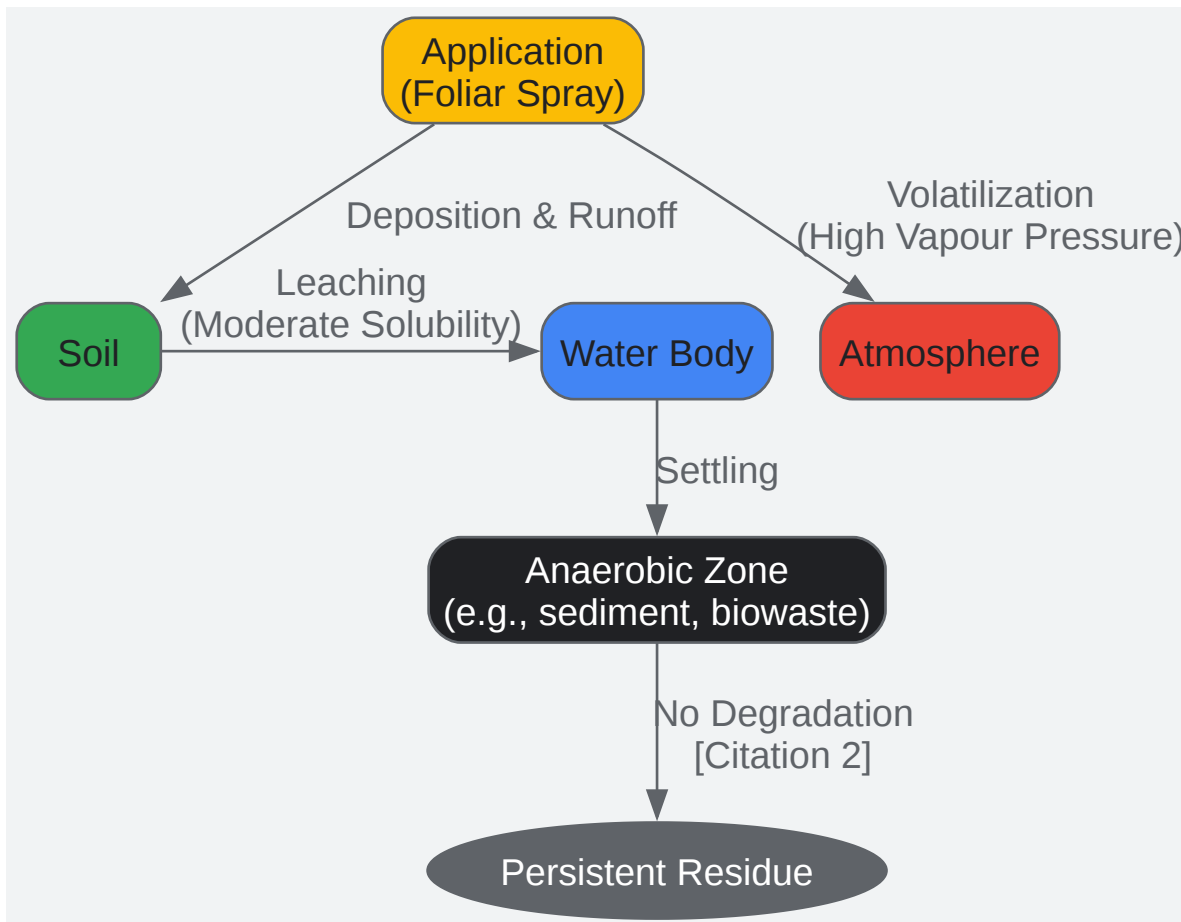 Application
(Foliar Spray)
Volatilization
(High Vapour Pressure)
Deposition & Runoff
Leaching
(Moderate Solubility)
Soil
Water Body
Atmosphere
Settling
Anaerobic Zone
(e.g., sediment, biowaste)
No Degradation
[Citation 2]
Persistent Residue